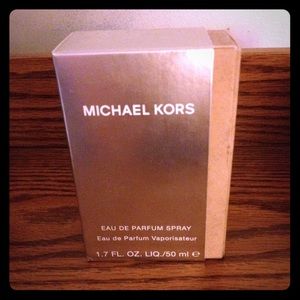 MICHAEL KORS
EAU DE PARFUM SPRAY
Eau de Parfum Vaporisateur
1.7 FL. OZ. LIQ./50 ml ℮